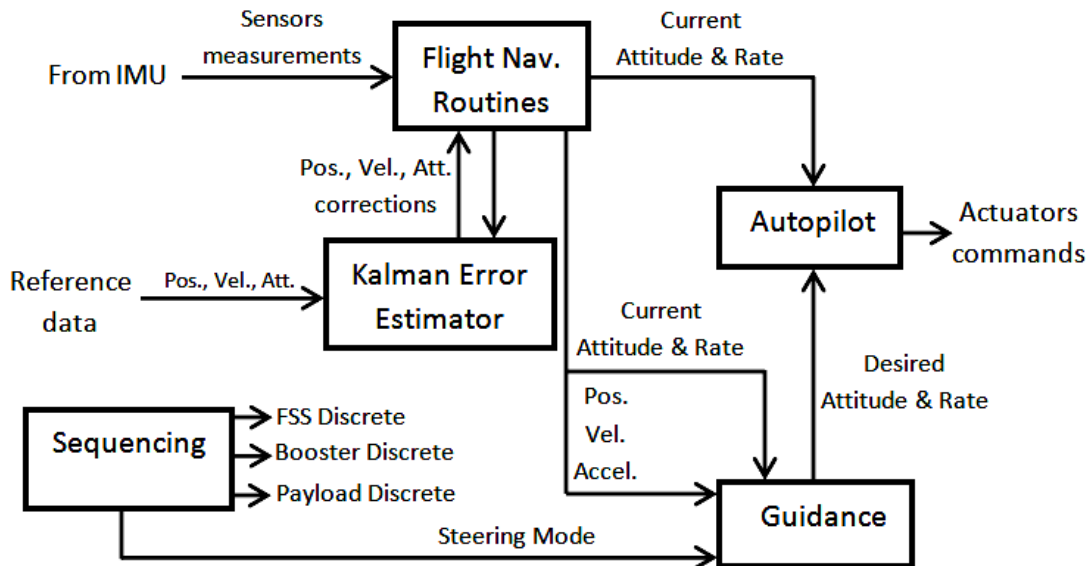 Sensors
measurements
From IMU
Flight Nav.
Routines
Current
Attitude & Rate
Pos., Vel., Att.
corrections
Autopilot
Actuators
commands
Reference
data
Pos., Vel., Att.
Kalman Error
Estimator
Current
Attitude & Rate
Desired
Attitude & Rate
Pos.
Vel.
Accel.
Sequencing
FSS Discrete
Booster Discrete
Payload Discrete
Steering Mode
Guidance